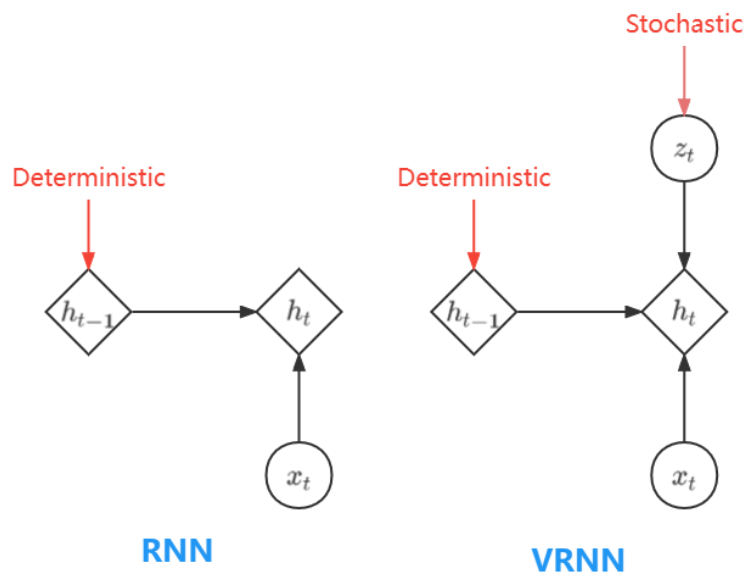 Stochastic
z_t
Deterministic
Deterministic
h_{t-1}
h_t
h_{t-1}
h_t
x_t
x_t
RNN
VRNN